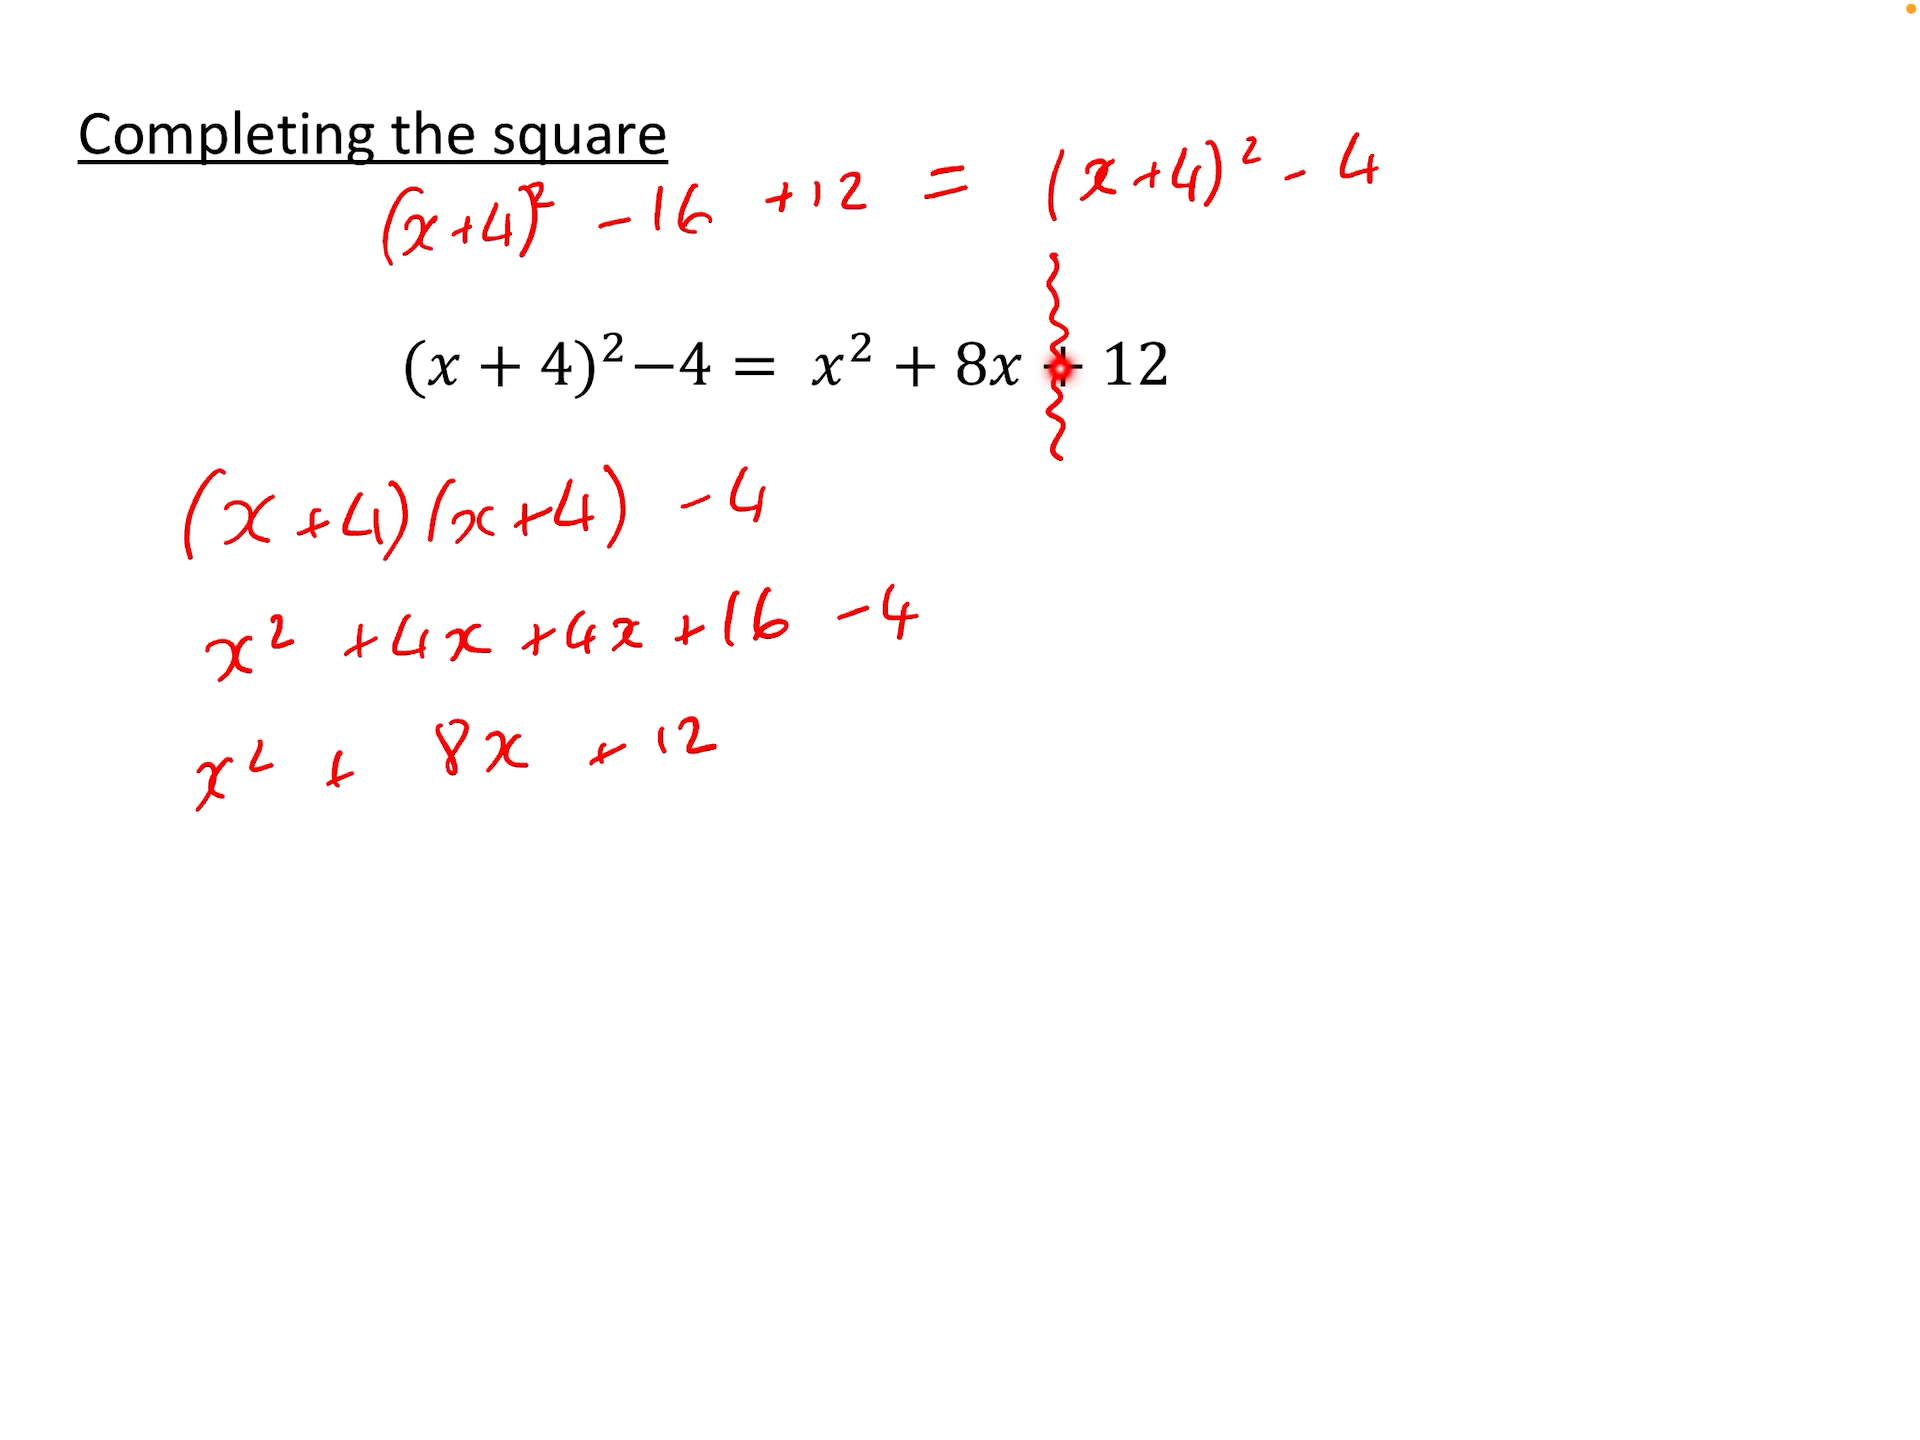 Completing the square
(x+4)² - 16 + 12 = (x+4)² - 4
(x + 4)² − 4 = x² + 8x + 12
(x+4)(x+4) - 4
x² + 4x + 4x + 16 - 4
x² + 8x + 12